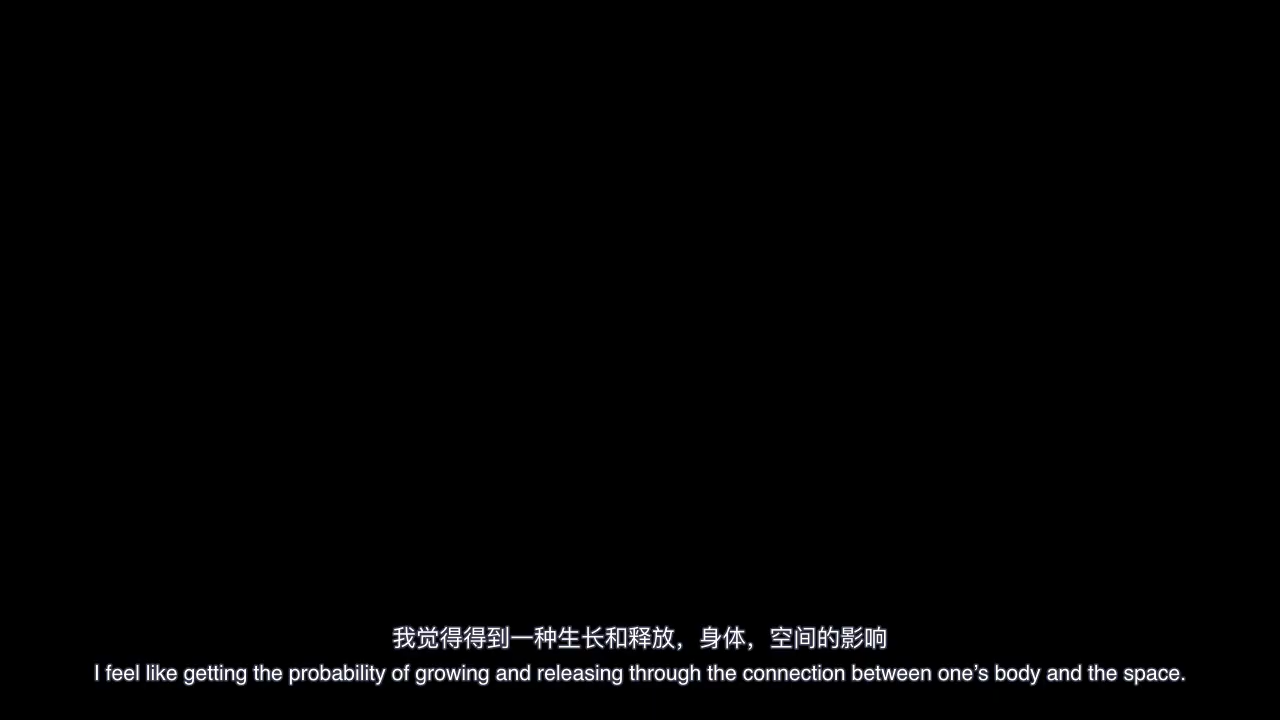 我觉得得到一种生长和释放，身体，空间的影响
I feel like getting the probability of growing and releasing through the connection between one’s body and the space.